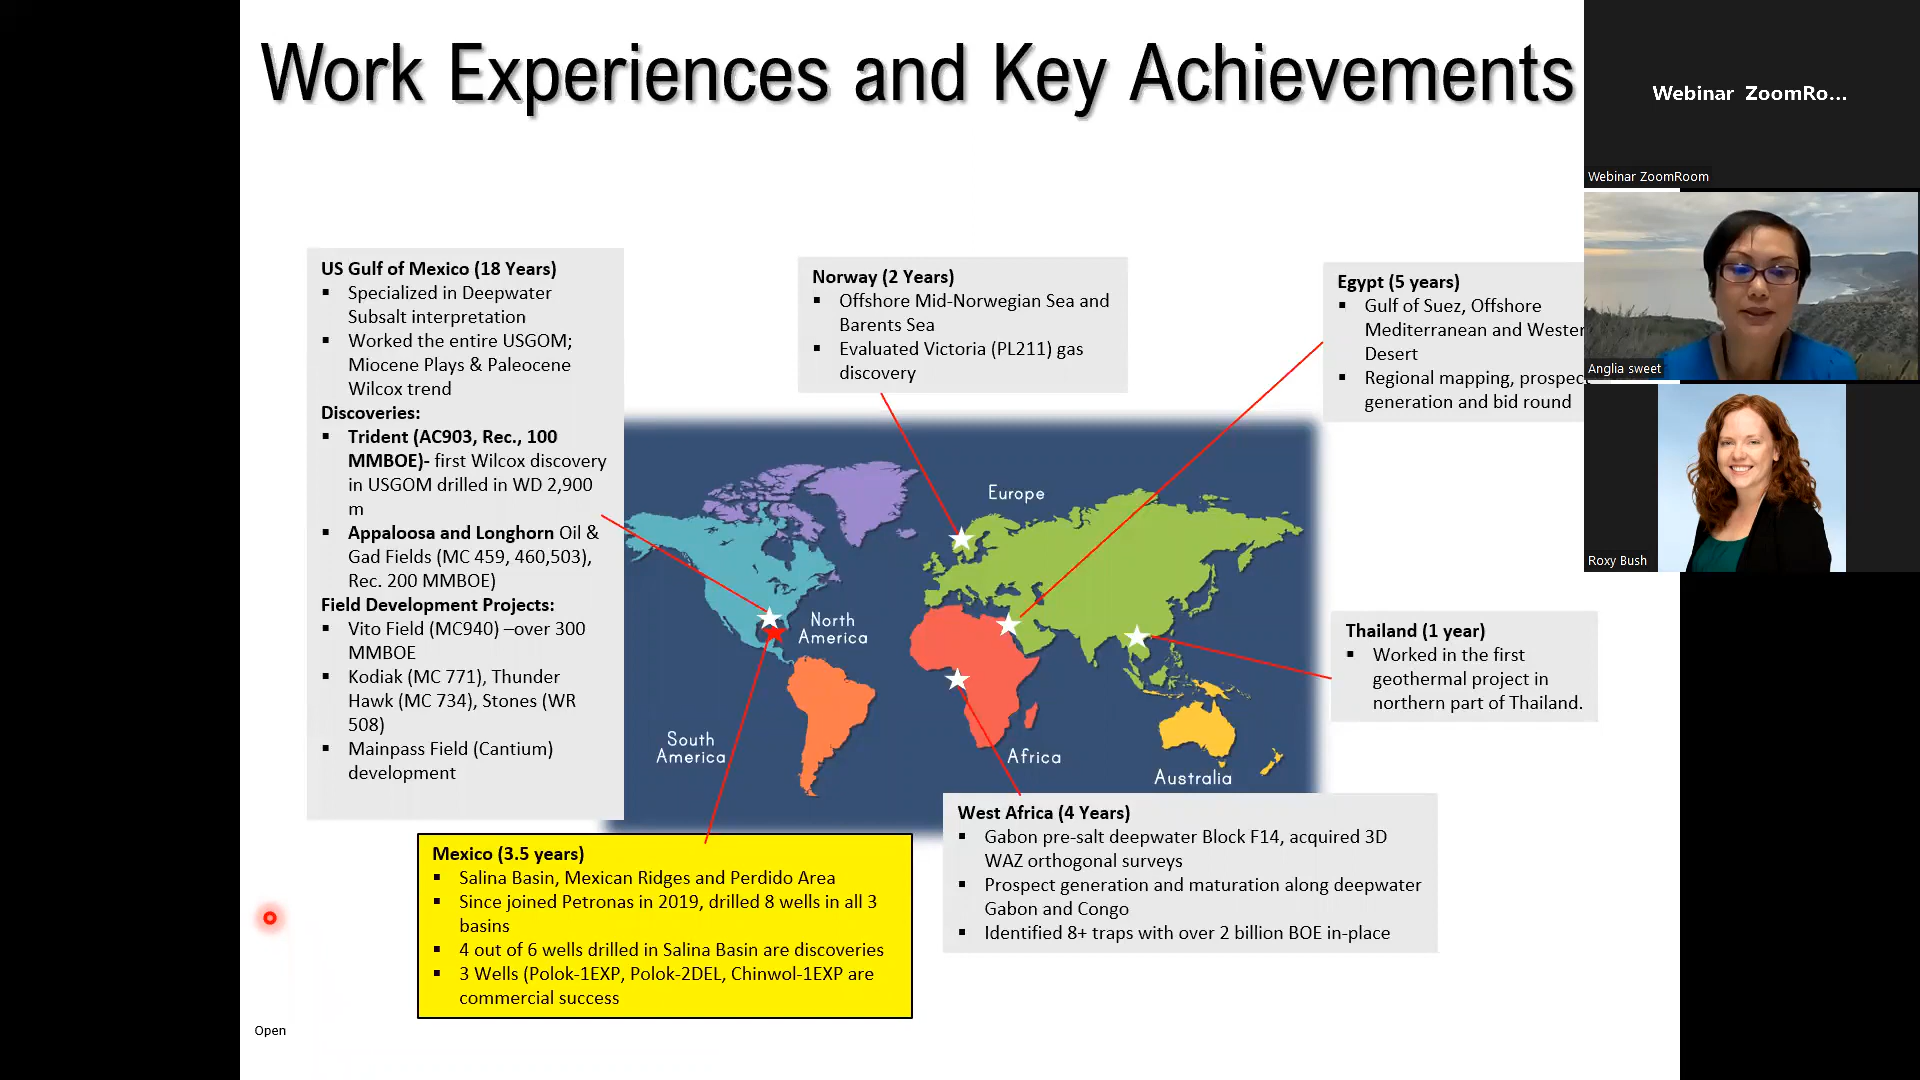 Work Experiences and Key Achievements
Webinar ZoomRo...
Webinar ZoomRoom
Anglia sweet
Roxy Bush
US Gulf of Mexico (18 Years)
▪ Specialized in Deepwater
Subsalt interpretation
▪ Worked the entire USGOM;
Miocene Plays & Paleocene
Wilcox trend
Discoveries:
▪ Trident (AC903, Rec., 100
MMBOE)- first Wilcox discovery
in USGOM drilled in WD 2,900
m
▪ Appaloosa and Longhorn Oil &
Gad Fields (MC 459, 460,503),
Rec. 200 MMBOE)
Field Development Projects:
▪ Vito Field (MC940) –over 300
MMBOE
▪ Kodiak (MC 771), Thunder
Hawk (MC 734), Stones (WR
508)
▪ Mainpass Field (Cantium)
development
Norway (2 Years)
▪ Offshore Mid-Norwegian Sea and
Barents Sea
▪ Evaluated Victoria (PL211) gas
discovery
Egypt (5 years)
▪ Gulf of Suez, Offshore
Mediterranean and Wester
Desert
▪ Regional mapping, prospec
generation and bid round
Europe
North
America
South
America
Africa
Australia
Thailand (1 year)
▪ Worked in the first
geothermal project in
northern part of Thailand.
West Africa (4 Years)
▪ Gabon pre-salt deepwater Block F14, acquired 3D
WAZ orthogonal surveys
▪ Prospect generation and maturation along deepwater
Gabon and Congo
▪ Identified 8+ traps with over 2 billion BOE in-place
Mexico (3.5 years)
▪ Salina Basin, Mexican Ridges and Perdido Area
▪ Since joined Petronas in 2019, drilled 8 wells in all 3
basins
▪ 4 out of 6 wells drilled in Salina Basin are discoveries
▪ 3 Wells (Polok-1EXP, Polok-2DEL, Chinwol-1EXP are
commercial success
Open